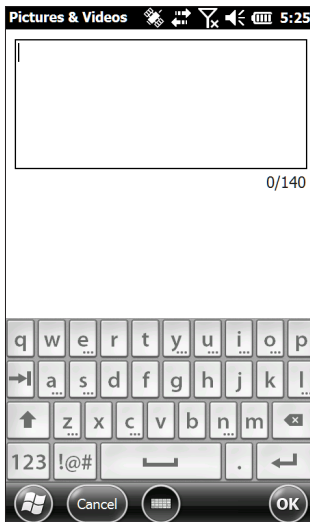 Pictures & Videos 5:25
0/140
q w e r t y u i o p
a s d f g h j k l
z x c v b n m
123 !@# .
Cancel OK